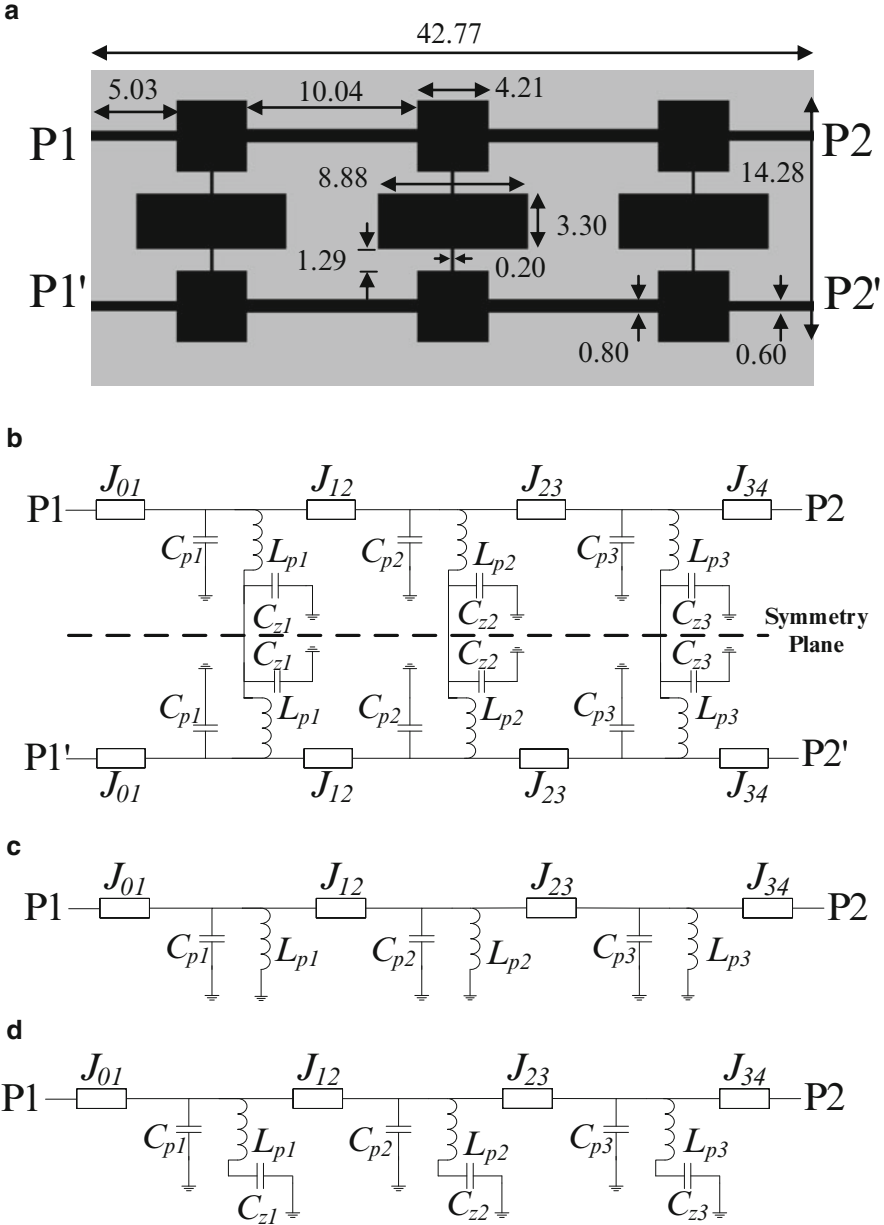 a
42.77
5.03
10.04
4.21
P1
P2
8.88
14.28
3.30
1.29
0.20
P1'
P2'
0.80
0.60
b
J01
J12
J23
J34
P1
P2
Cp1
Lp1
Cp2
Lp2
Cp3
Lp3
Cz1
Cz2
Cz3
Symmetry
Plane
Cz1
Cz2
Cz3
Cp1
Lp1
Cp2
Lp2
Cp3
Lp3
P1'
P2'
J01
J12
J23
J34
c
J01
J12
J23
J34
P1
P2
Cp1
Lp1
Cp2
Lp2
Cp3
Lp3
d
J01
J12
J23
J34
P1
P2
Cp1
Lp1
Cp2
Lp2
Cp3
Lp3
Cz1
Cz2
Cz3